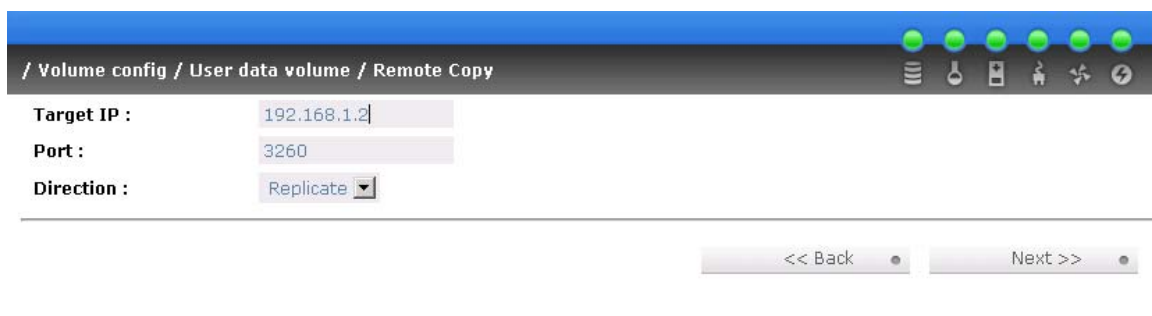 / Volume config / User data volume / Remote Copy
Target IP : 192.168.1.2
Port : 3260
Direction : Replicate
<< Back Next >>